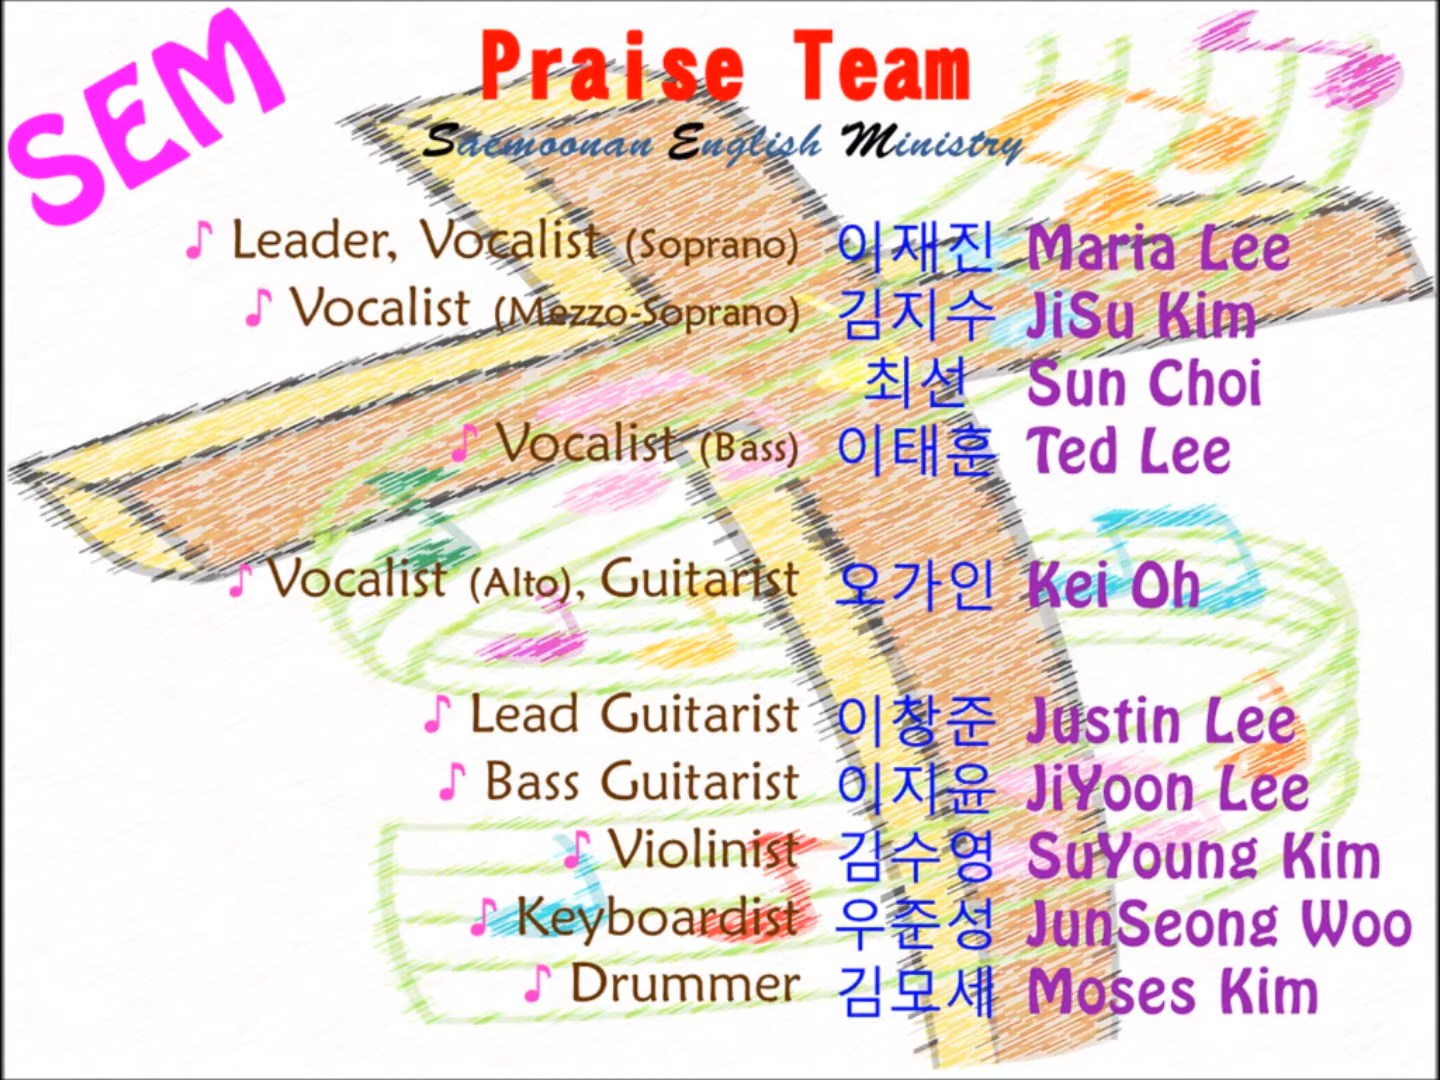 SEM
Praise Team
Saemoonan English Ministry
♪ Leader, Vocalist (Soprano) 이재진 Maria Lee
♪ Vocalist (Mezzo-Soprano) 김지수 JiSu Kim
최선 Sun Choi
♪ Vocalist (Bass) 이태훈 Ted Lee
♪ Vocalist (Alto), Guitarist 오가인 Kei Oh
♪ Lead Guitarist 이창준 Justin Lee
♪ Bass Guitarist 이지윤 JiYoon Lee
♪ Violinist 김수영 SuYoung Kim
♪ Keyboardist 우준성 JunSeong Woo
♪ Drummer 김모세 Moses Kim